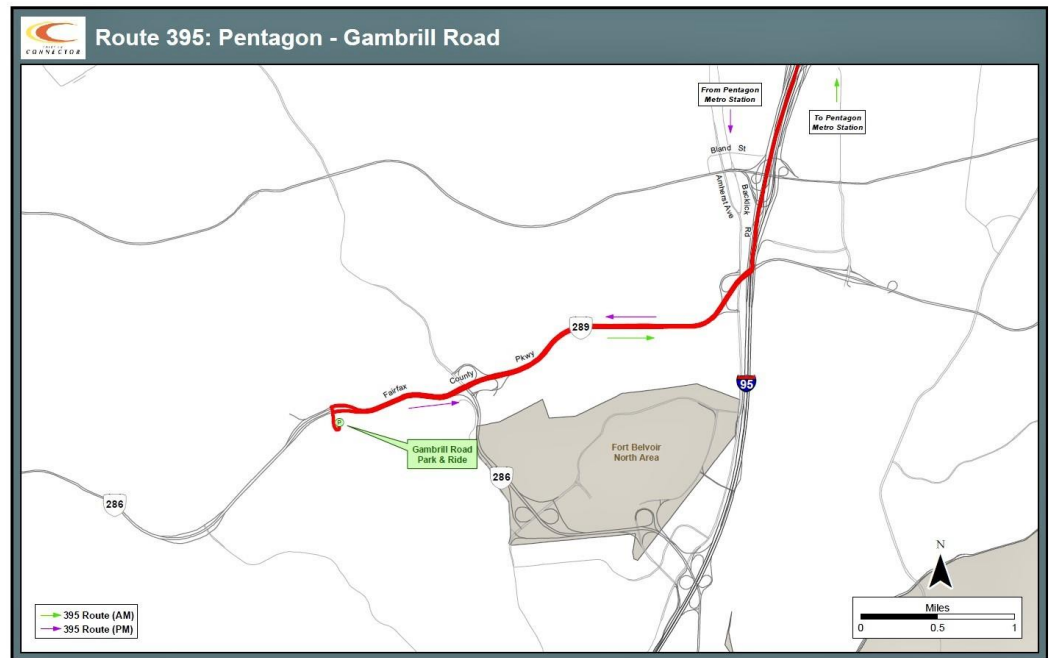 CONNECTOR
Route 395: Pentagon - Gambrill Road
From Pentagon
Metro Station
To Pentagon
Metro Station
Bland St
Amherst Ave
Backlick Rd
289
Fairfax County Pkwy
95
Gambrill Road
Park & Ride
P
Fort Belvoir
North Area
286
286
N
395 Route (AM)
395 Route (PM)
Miles
0 0.5 1